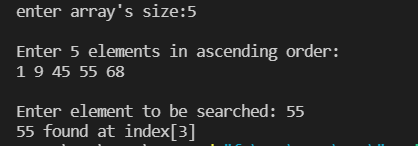 enter array's size:5
Enter 5 elements in ascending order:
1 9 45 55 68
Enter element to be searched: 55
55 found at index[3]